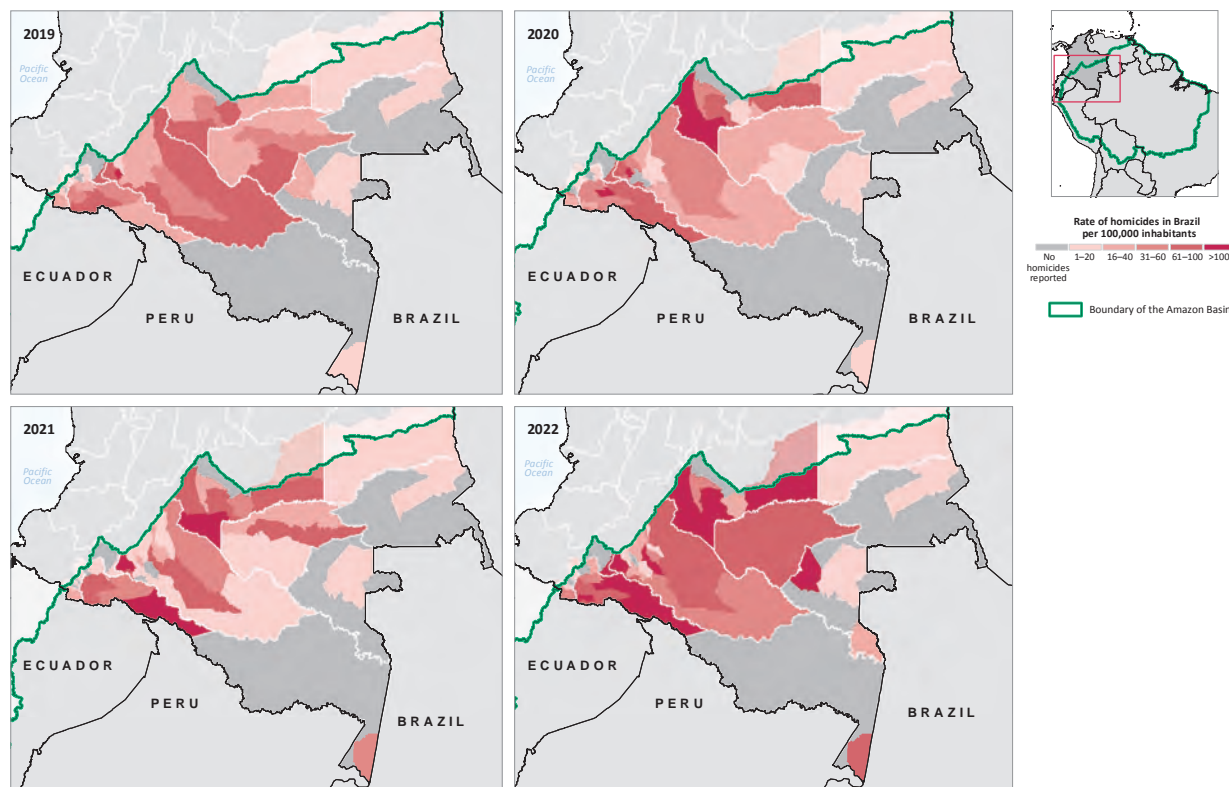 2019
Pacific
Ocean
ECUADOR
PERU
BRAZIL
2020
Pacific
Ocean
ECUADOR
PERU
BRAZIL
Rate of homicides in Brazil
per 100,000 inhabitants
No
homicides
reported
1–20
16–40
31–60
61–100
>100
Boundary of the Amazon Basin
2021
Pacific
Ocean
ECUADOR
PERU
BRAZIL
2022
Pacific
Ocean
ECUADOR
PERU
BRAZIL